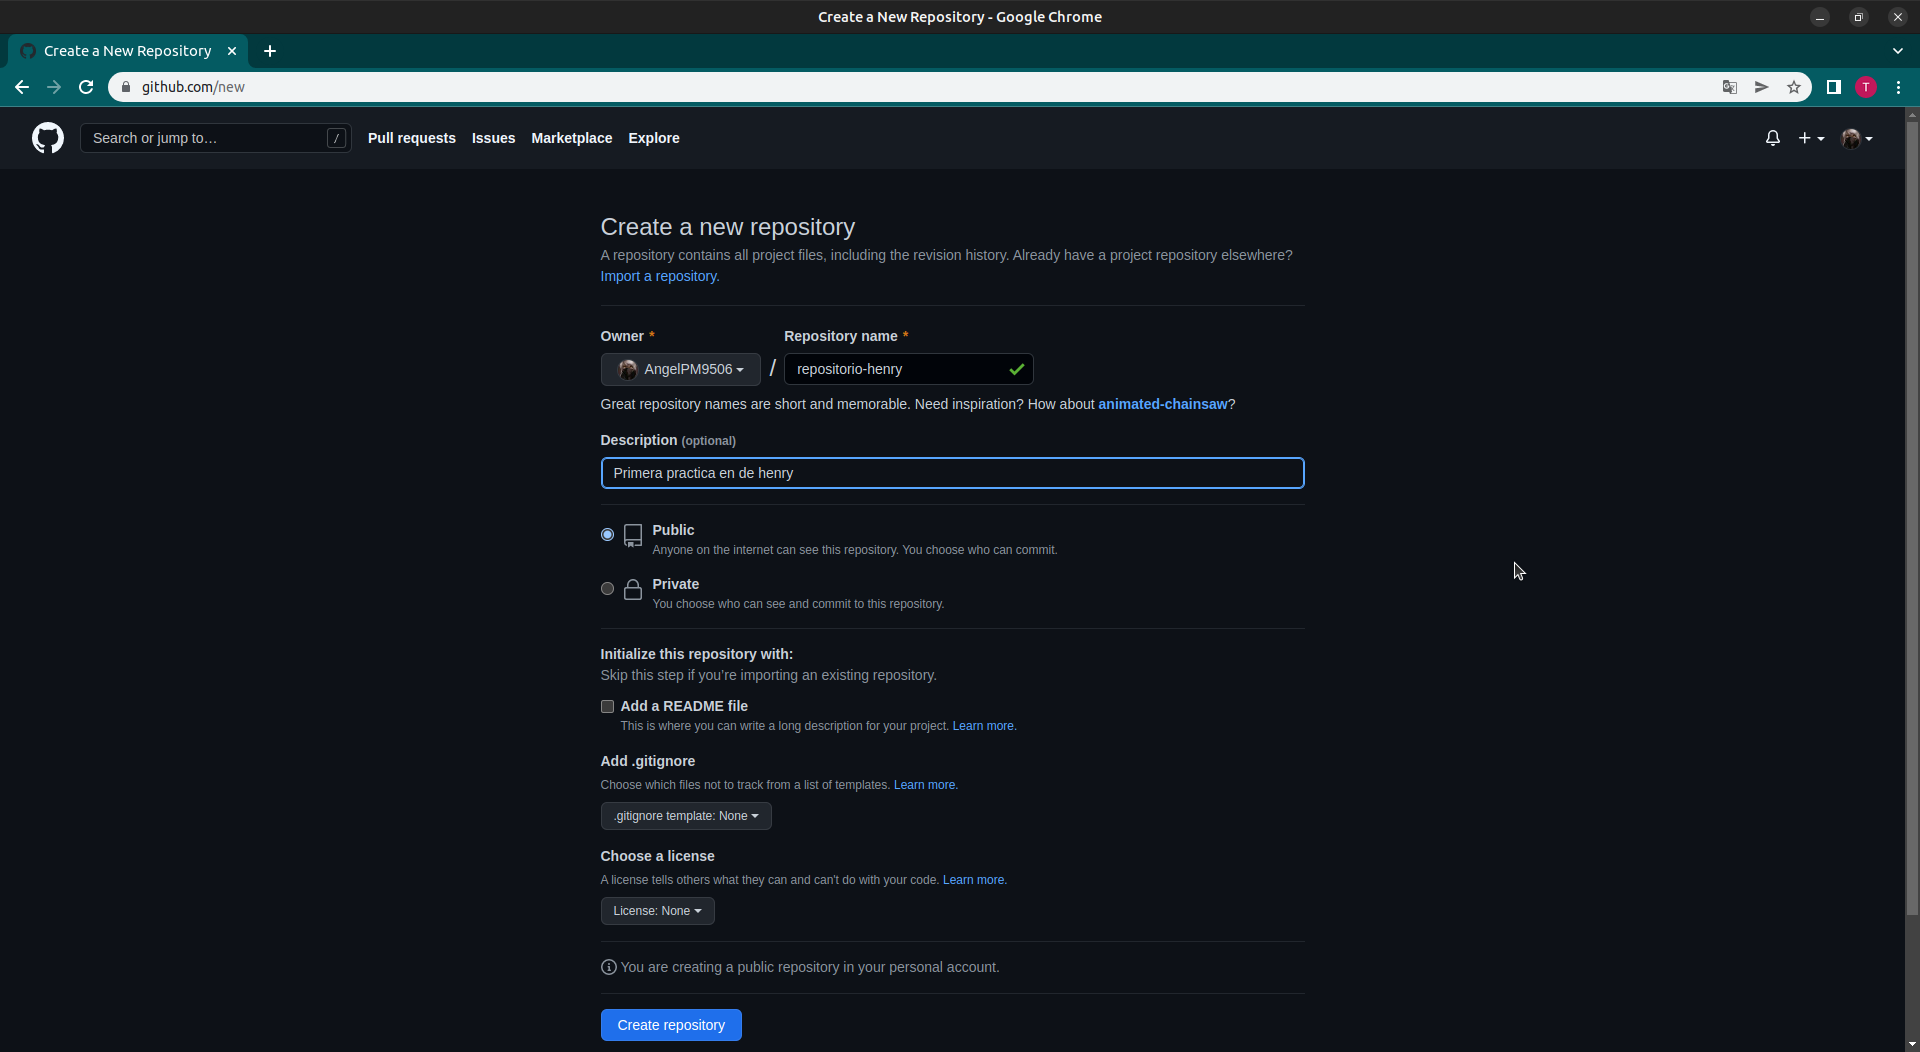 Create a New Repository - Google Chrome
Create a New Repository
github.com/new
T
Search or jump to…
/
Pull requests Issues Marketplace Explore
Create a new repository
A repository contains all project files, including the revision history. Already have a project repository elsewhere?
Import a repository.
Owner * Repository name *
AngelPM9506 / repositorio-henry
Great repository names are short and memorable. Need inspiration? How about animated-chainsaw?
Description (optional)
Primera practica en de henry
Public
Anyone on the internet can see this repository. You choose who can commit.
Private
You choose who can see and commit to this repository.
Initialize this repository with:
Skip this step if you're importing an existing repository.
Add a README file
This is where you can write a long description for your project. Learn more.
Add .gitignore
Choose which files not to track from a list of templates. Learn more.
.gitignore template: None
Choose a license
A license tells others what they can and can't do with your code. Learn more.
License: None
You are creating a public repository in your personal account.
Create repository